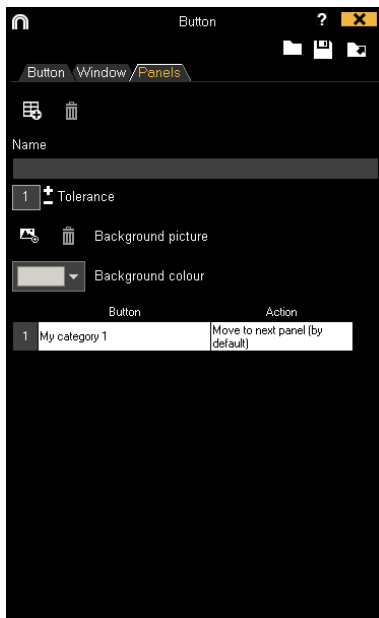 Button ?
Button Window Panels
Name
1 Tolerance
Background picture
Background colour
Button Action
1 My category 1 Move to next panel (by
default)